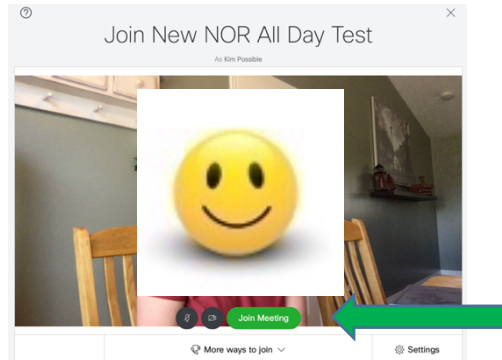 Join New NOR All Day Test
As Kim Possible
Join Meeting
More ways to join
Settings